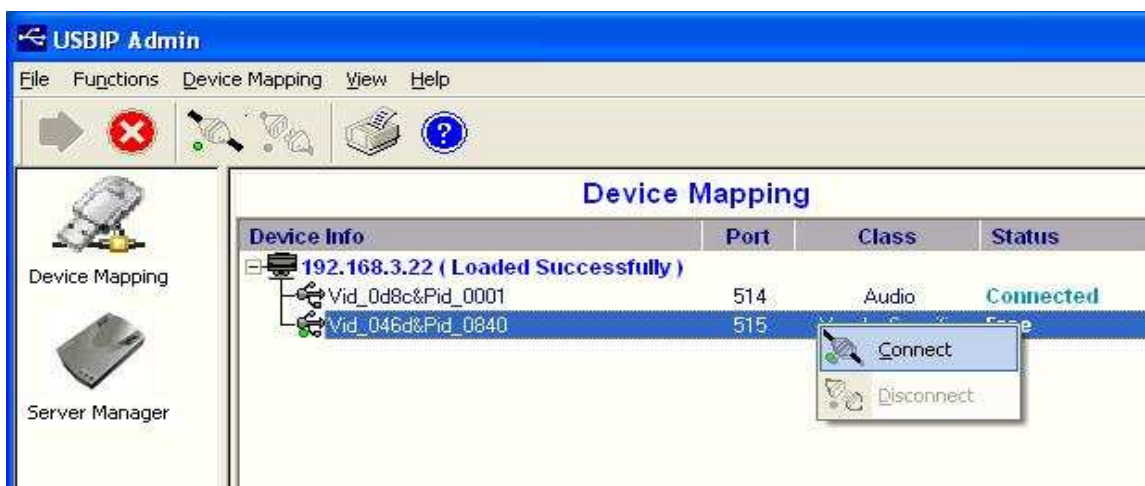 USBIP Admin
File Functions Device Mapping View Help
Device Mapping
Server Manager
Device Mapping
Device Info Port Class Status
192.168.3.22 ( Loaded Successfully )
Vid_0d8c&Pid_0001 514 Audio Connected
Vid_046d&Pid_0840 515
Connect
Disconnect